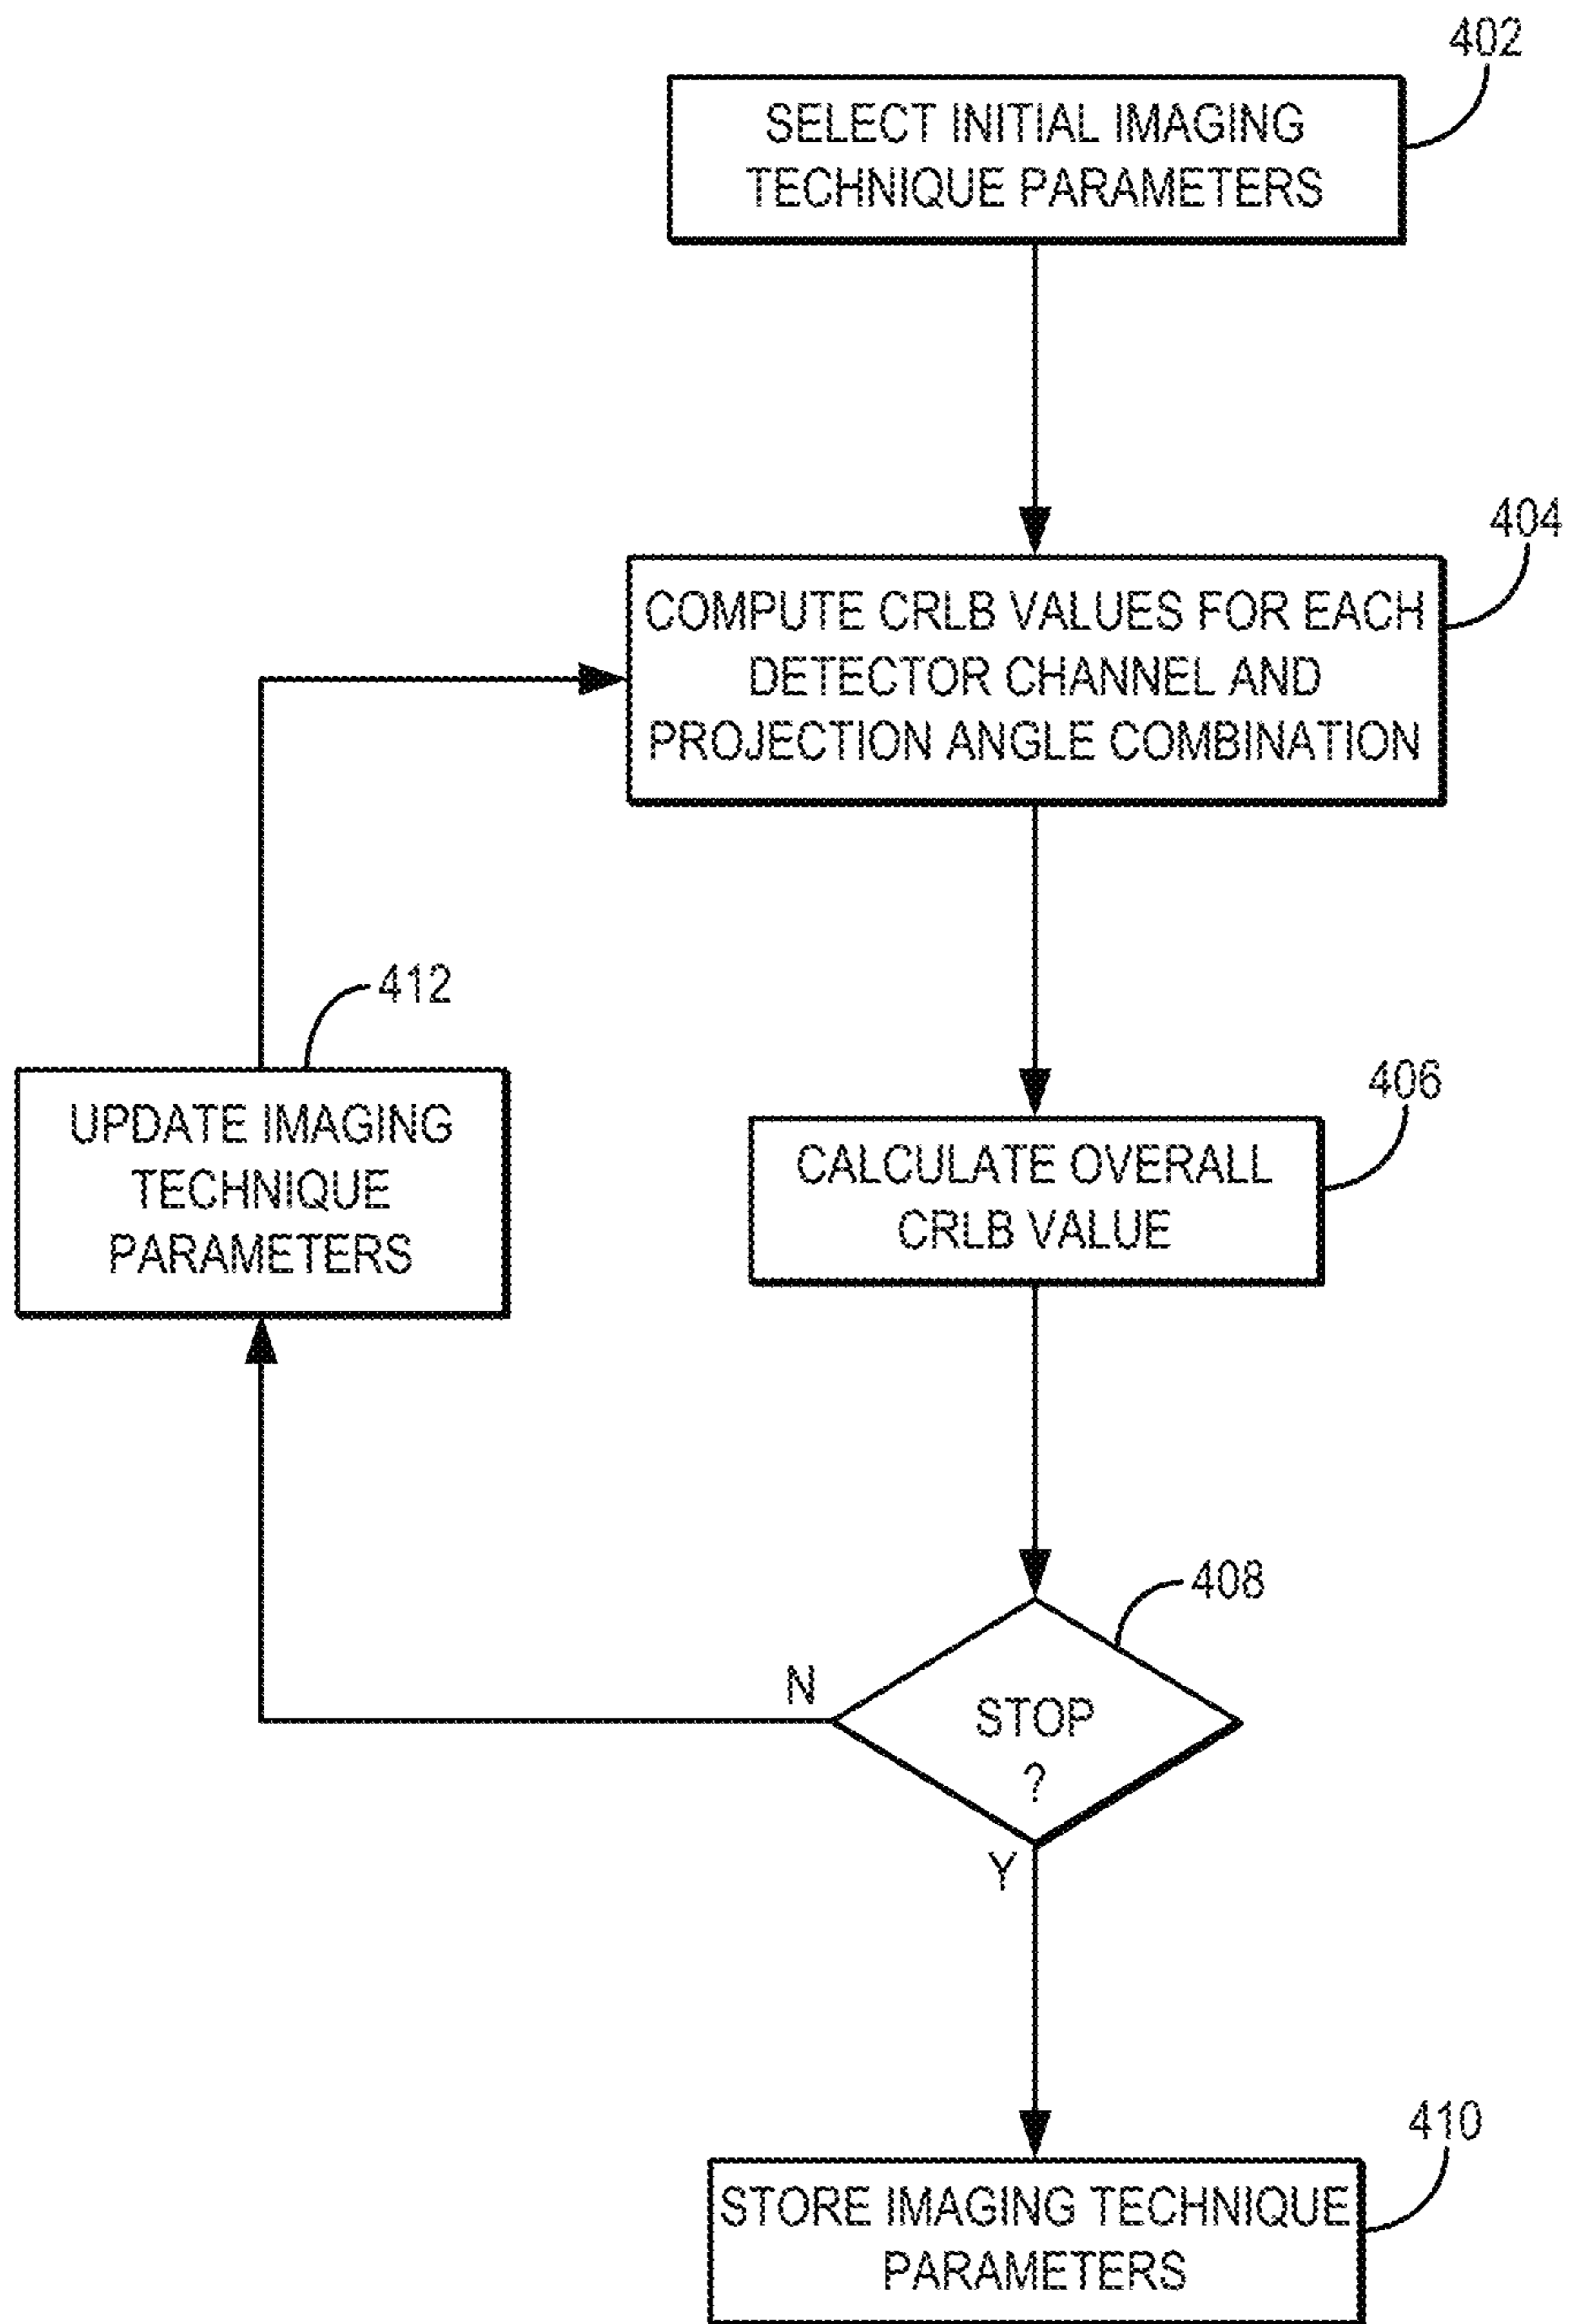 402
SELECT INITIAL IMAGING
TECHNIQUE PARAMETERS
404
COMPUTE CRLB VALUES FOR EACH
DETECTOR CHANNEL AND
PROJECTION ANGLE COMBINATION
412
UPDATE IMAGING
TECHNIQUE
PARAMETERS
406
CALCULATE OVERALL
CRLB VALUE
408
N
STOP
?
Y
410
STORE IMAGING TECHNIQUE
PARAMETERS